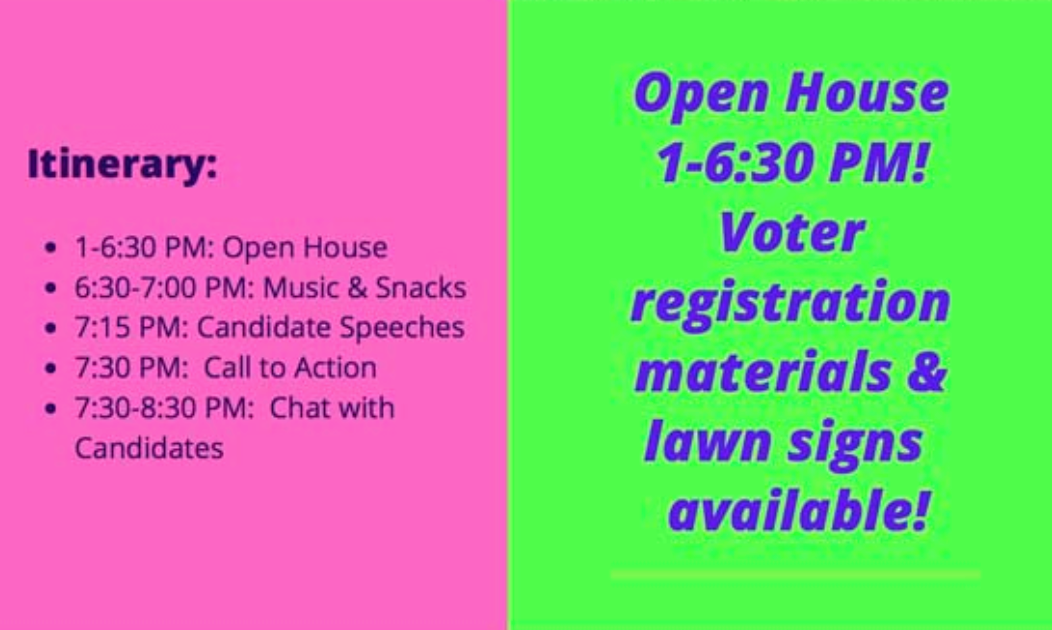 Itinerary:
• 1-6:30 PM: Open House
• 6:30-7:00 PM: Music & Snacks
• 7:15 PM: Candidate Speeches
• 7:30 PM: Call to Action
• 7:30-8:30 PM: Chat with
Candidates
Open House
1-6:30 PM!
Voter
registration
materials &
lawn signs
available!